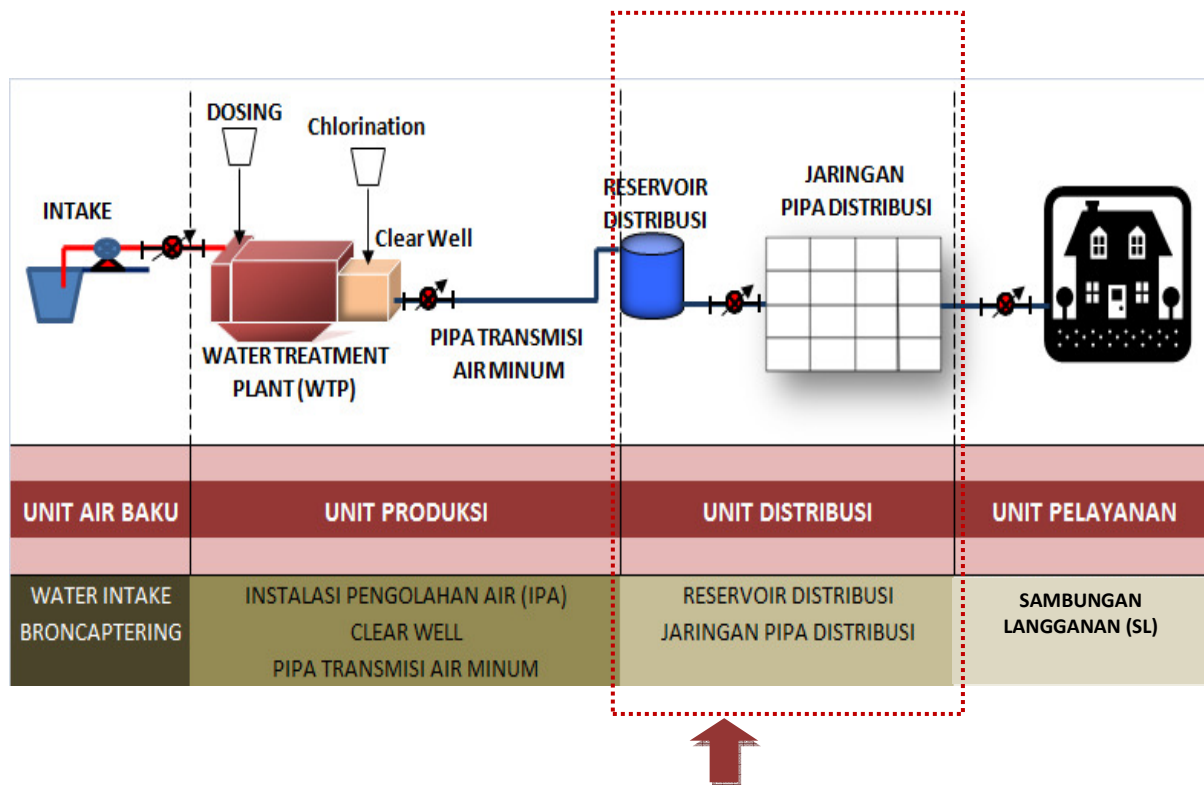 DOSING
Chlorination
INTAKE
Clear Well
WATER TREATMENT
PLANT (WTP)
PIPA TRANSMISI
AIR MINUM
RESERVOIR
DISTRIBUSI
JARINGAN
PIPA DISTRIBUSI
UNIT AIR BAKU
UNIT PRODUKSI
UNIT DISTRIBUSI
UNIT PELAYANAN
WATER INTAKE
BRONCAPTERING
INSTALASI PENGOLAHAN AIR (IPA)
CLEAR WELL
PIPA TRANSMISI AIR MINUM
RESERVOIR DISTRIBUSI
JARINGAN PIPA DISTRIBUSI
SAMBUNGAN
LANGGANAN (SL)